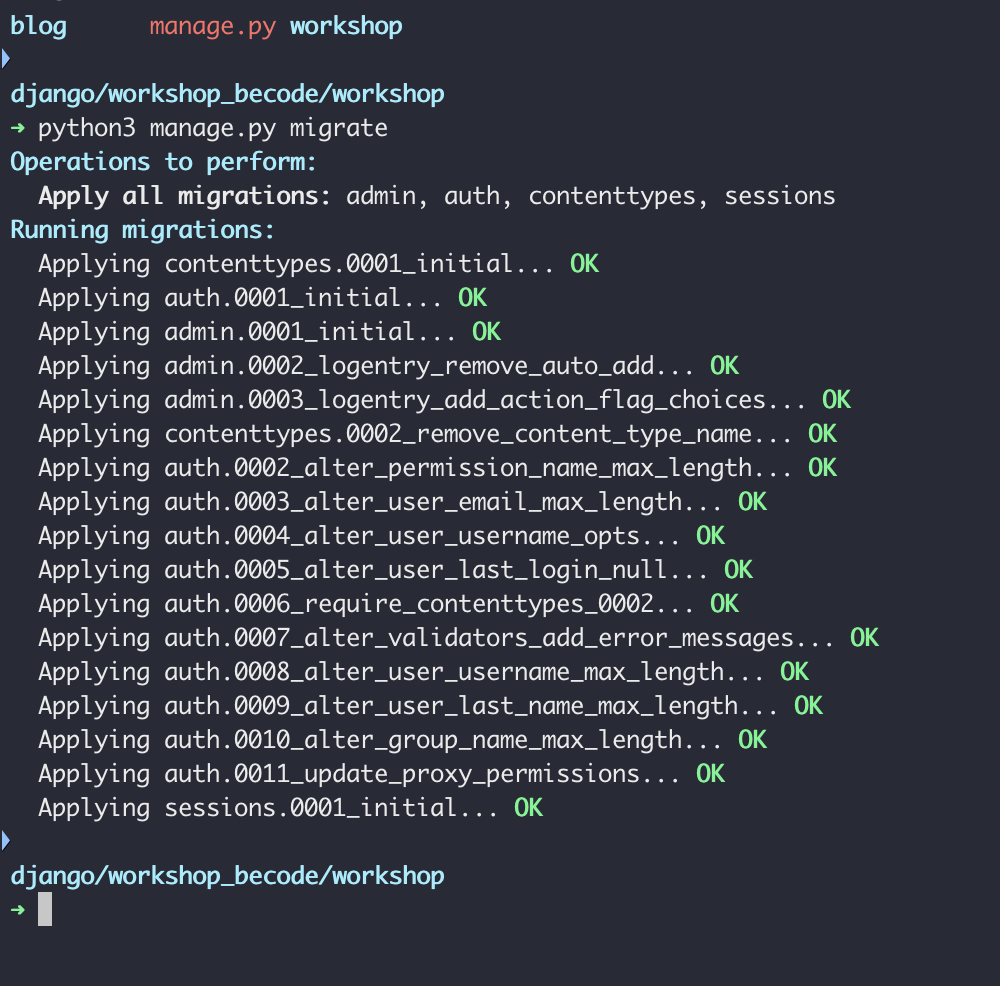 blog      manage.py workshop
django/workshop_becode/workshop
➜ python3 manage.py migrate
Operations to perform:
  Apply all migrations: admin, auth, contenttypes, sessions
Running migrations:
  Applying contenttypes.0001_initial... OK
  Applying auth.0001_initial... OK
  Applying admin.0001_initial... OK
  Applying admin.0002_logentry_remove_auto_add... OK
  Applying admin.0003_logentry_add_action_flag_choices... OK
  Applying contenttypes.0002_remove_content_type_name... OK
  Applying auth.0002_alter_permission_name_max_length... OK
  Applying auth.0003_alter_user_email_max_length... OK
  Applying auth.0004_alter_user_username_opts... OK
  Applying auth.0005_alter_user_last_login_null... OK
  Applying auth.0006_require_contenttypes_0002... OK
  Applying auth.0007_alter_validators_add_error_messages... OK
  Applying auth.0008_alter_user_username_max_length... OK
  Applying auth.0009_alter_user_last_name_max_length... OK
  Applying auth.0010_alter_group_name_max_length... OK
  Applying auth.0011_update_proxy_permissions... OK
  Applying sessions.0001_initial... OK
django/workshop_becode/workshop
➜